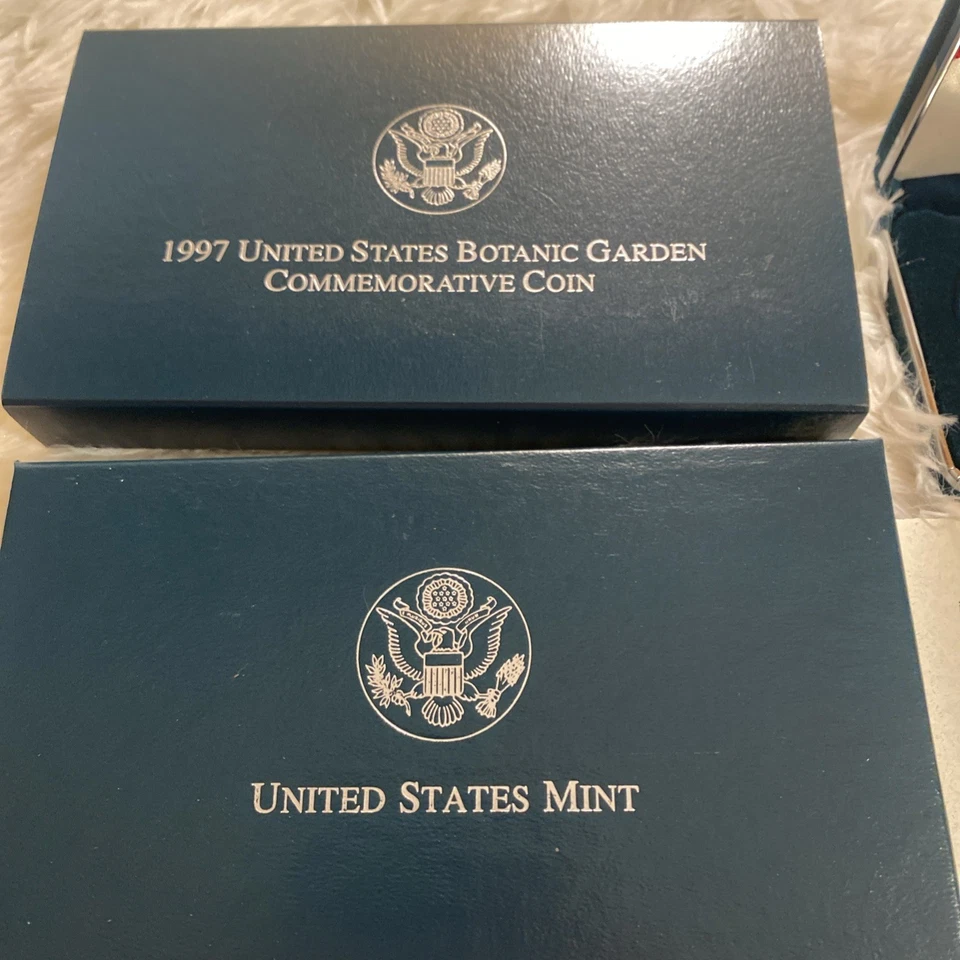 1997 United States Botanic Garden
Commemorative Coin
United States Mint